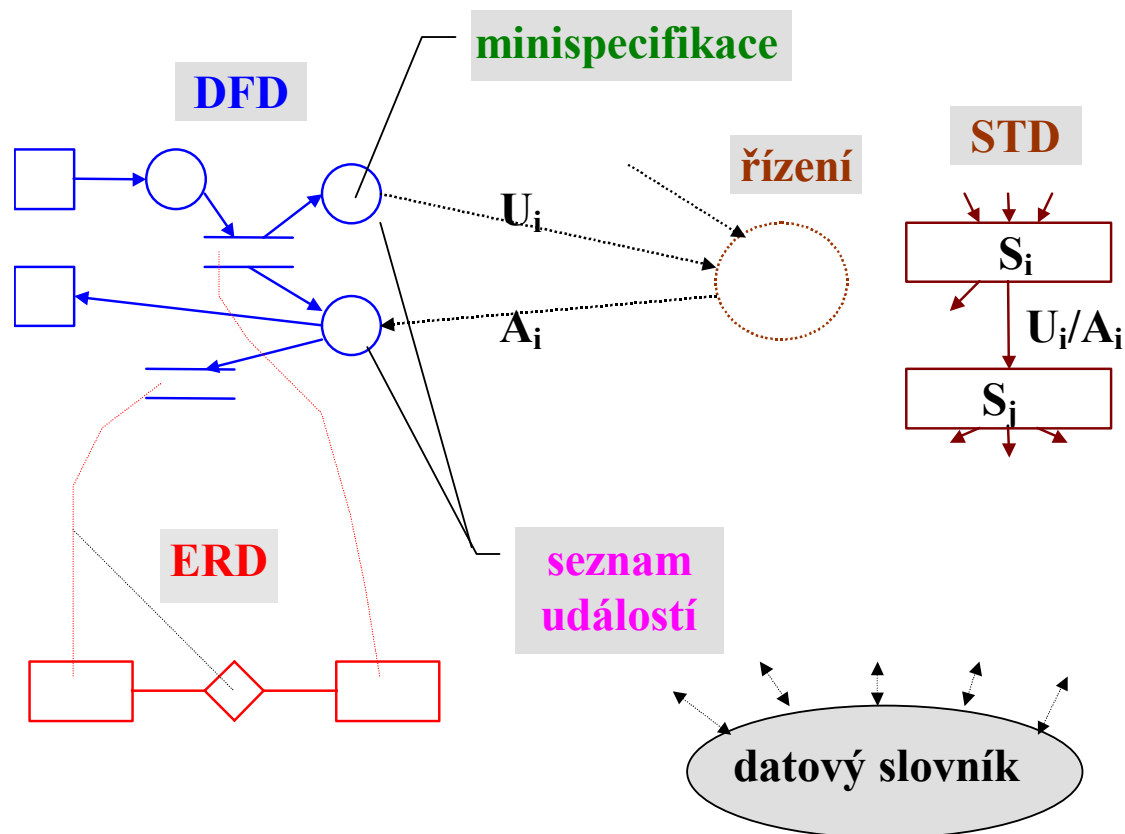 minispecifikace
DFD
STD
řízení
Uᵢ
Sᵢ
Aᵢ
Uᵢ/Aᵢ
Sⱼ
ERD
seznam
událostí
datový slovník